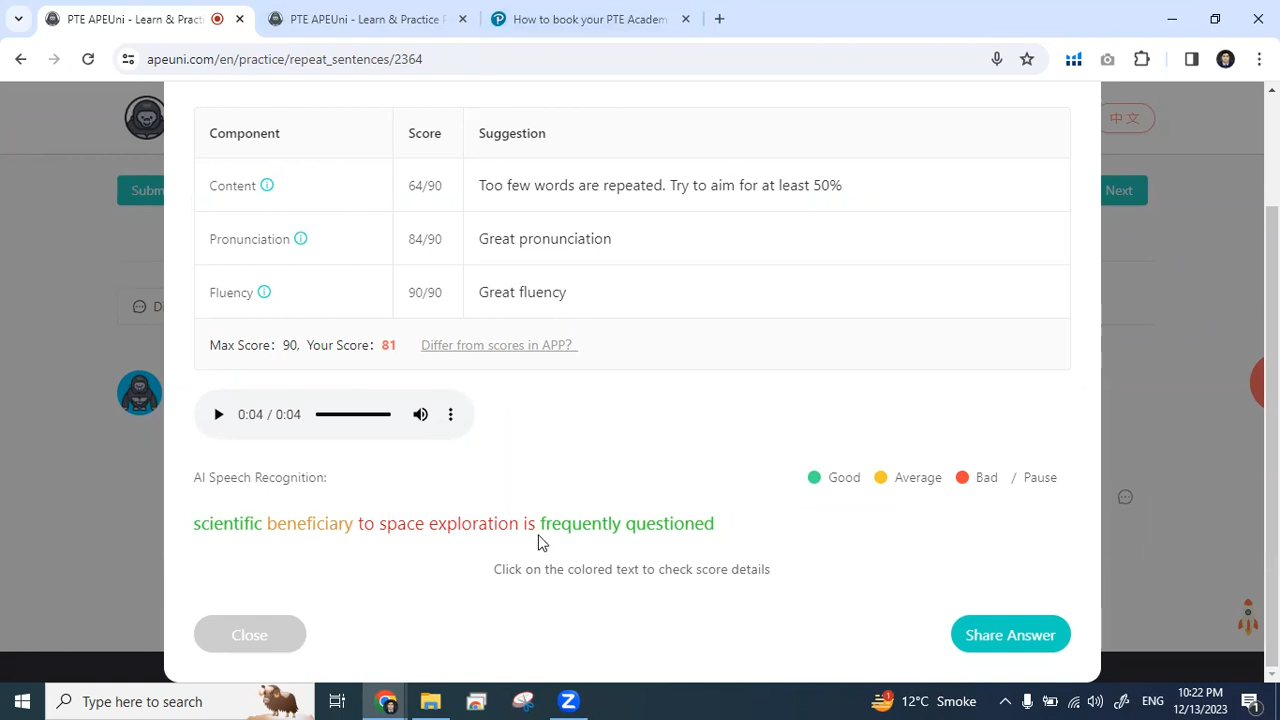 PTE APEUni - Learn & Practi
PTE APEUni - Learn & Practice P
How to book your PTE Academ
apeuni.com/en/practice/repeat_sentences/2364
中文
Subm
Next
Component Score Suggestion
Content 64/90 Too few words are repeated. Try to aim for at least 50%
Pronunciation 84/90 Great pronunciation
Fluency 90/90 Great fluency
Max Score: 90, Your Score: 81 Differ from scores in APP?
Di
0:04 / 0:04
AI Speech Recognition: Good Average Bad / Pause
scientific beneficiary to space exploration is frequently questioned
Click on the colored text to check score details
Close
Share Answer
Type here to search
1
12°C Smoke
ENG
10:22 PM
12/13/2023
1